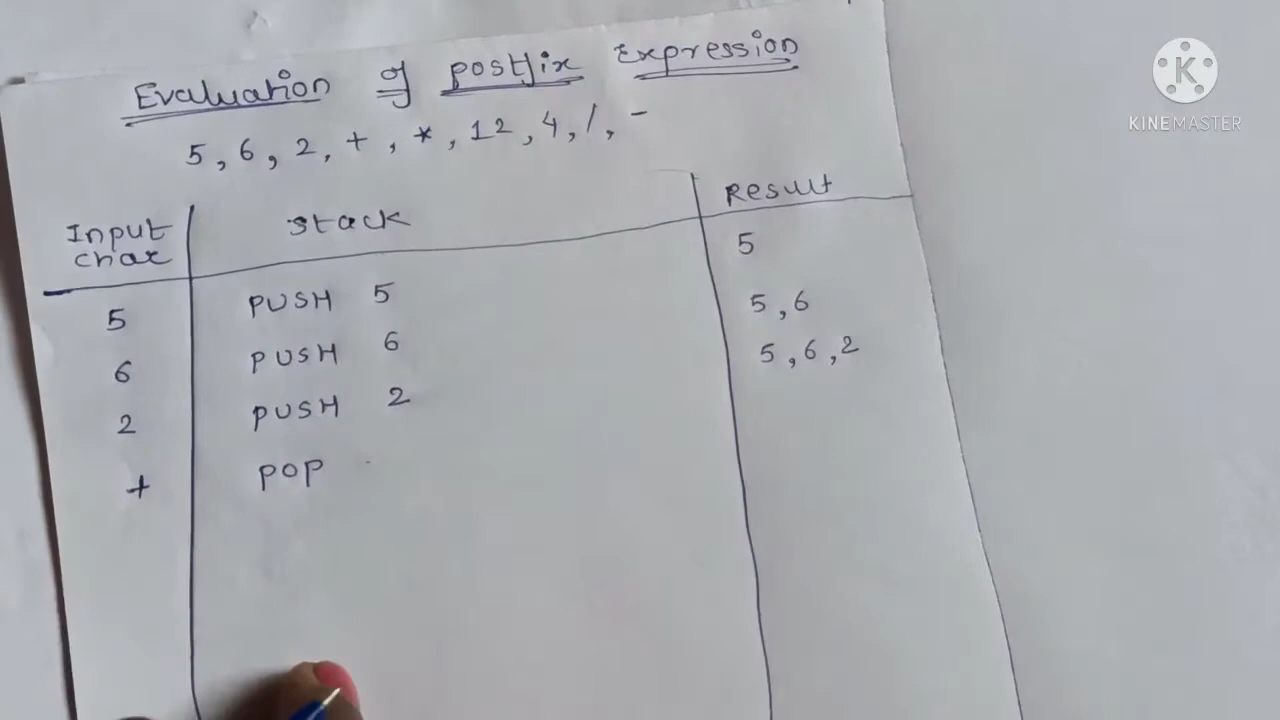 Evaluation of postfix Expression
5, 6, 2, +, *, 12, 4, /, -
Input char | Stack | Result
5 | PUSH 5 | 5
6 | PUSH 6 | 5, 6
2 | PUSH 2 | 5, 6, 2
+ | POP
K
KINEMASTER